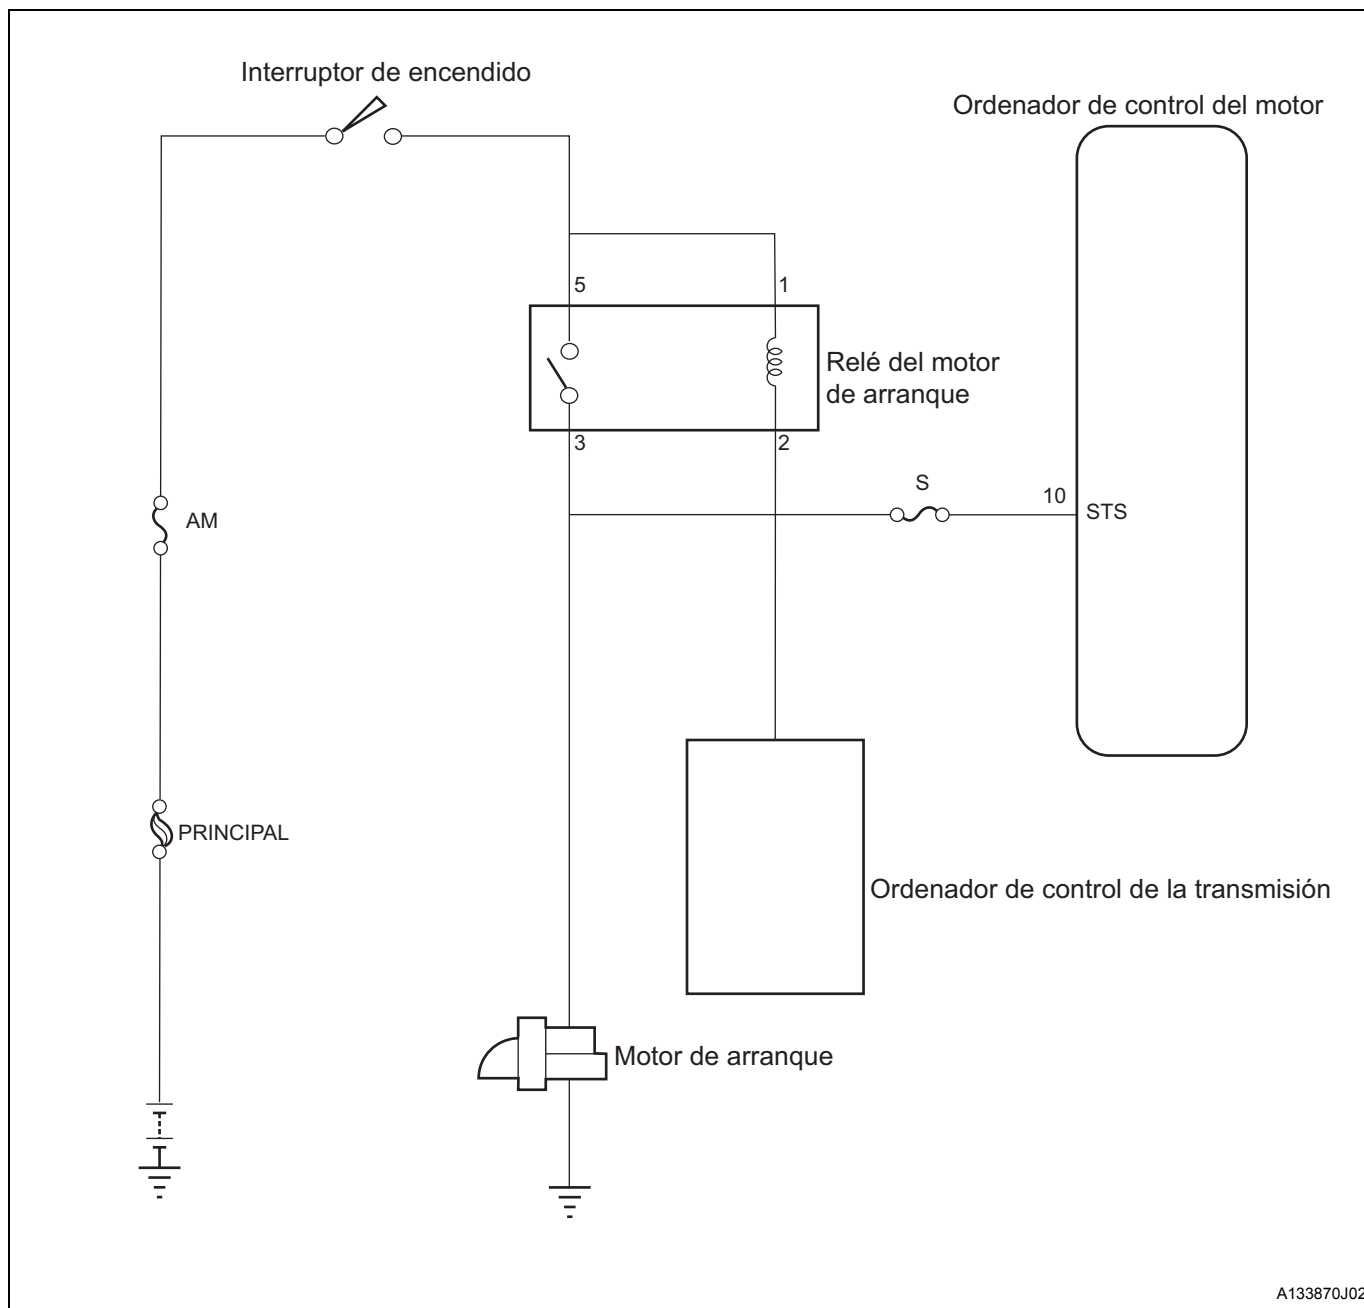 Interruptor de encendido
Ordenador de control del motor
5
1
Relé del motor
de arranque
3
2
S
10
STS
AM
PRINCIPAL
Ordenador de control de la transmisión
Motor de arranque
A133870J02